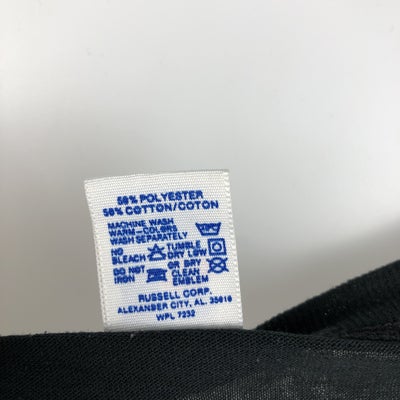 50% POLYESTER
50% COTTON/COTON
MACHINE WASH
WARM-COLORS
WASH SEPARATELY
NO BLEACH TUMBLE DRY LOW
DO NOT IRON OR DRY CLEAN EMBLEM
RUSSELL CORP.
ALEXANDER CITY, AL. 35010
WPL 7232